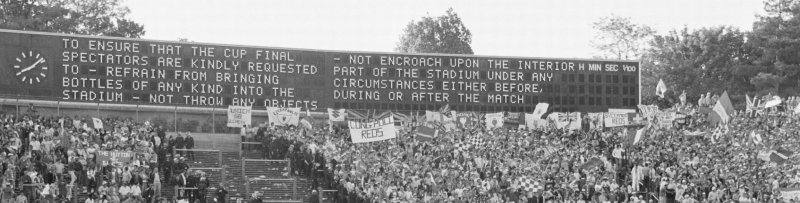 TO ENSURE THAT THE CUP FINAL
SPECTATORS ARE KINDLY REQUESTED
TO - REFRAIN FROM BRINGING
BOTTLES OF ANY KIND INTO THE
STADIUM - NOT THROW ANY OBJECTS
- NOT ENCROACH UPON THE INTERIOR
PART OF THE STADIUM UNDER ANY
CIRCUMSTANCES EITHER BEFORE,
DURING OR AFTER THE MATCH
H MIN SEC 1/100
REDS